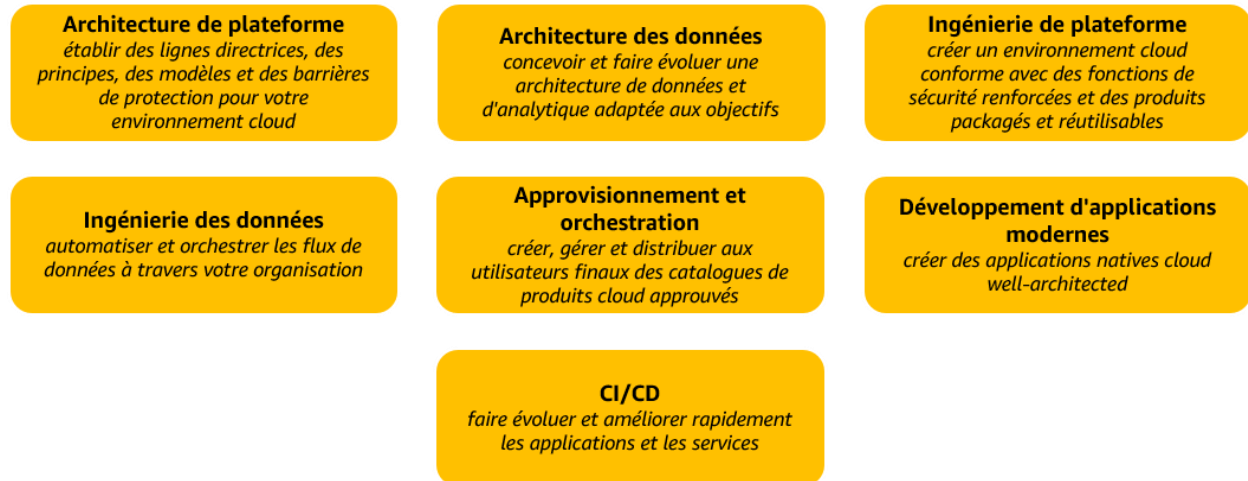 Architecture de plateforme
établir des lignes directrices, des
principes, des modèles et des barrières
de protection pour votre
environnement cloud
Architecture des données
concevoir et faire évoluer une
architecture de données et
d'analytique adaptée aux objectifs
Ingénierie de plateforme
créer un environnement cloud
conforme avec des fonctions de
sécurité renforcées et des produits
packagés et réutilisables
Ingénierie des données
automatiser et orchestrer les flux de
données à travers votre organisation
Approvisionnement et
orchestration
créer, gérer et distribuer aux
utilisateurs finaux des catalogues de
produits cloud approuvés
Développement d'applications
modernes
créer des applications natives cloud
well-architected
CI/CD
faire évoluer et améliorer rapidement
les applications et les services